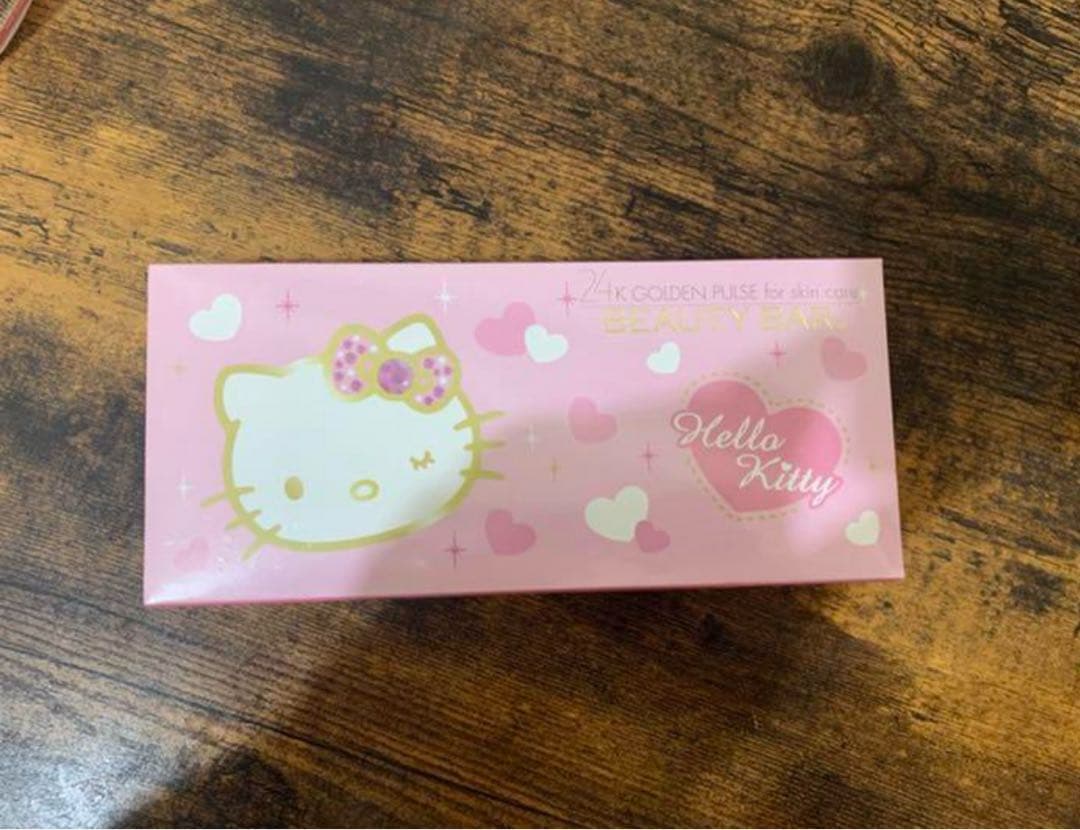 24K GOLDEN PULSE for skin care
BEAUTY BAR.
Hello
Kitty